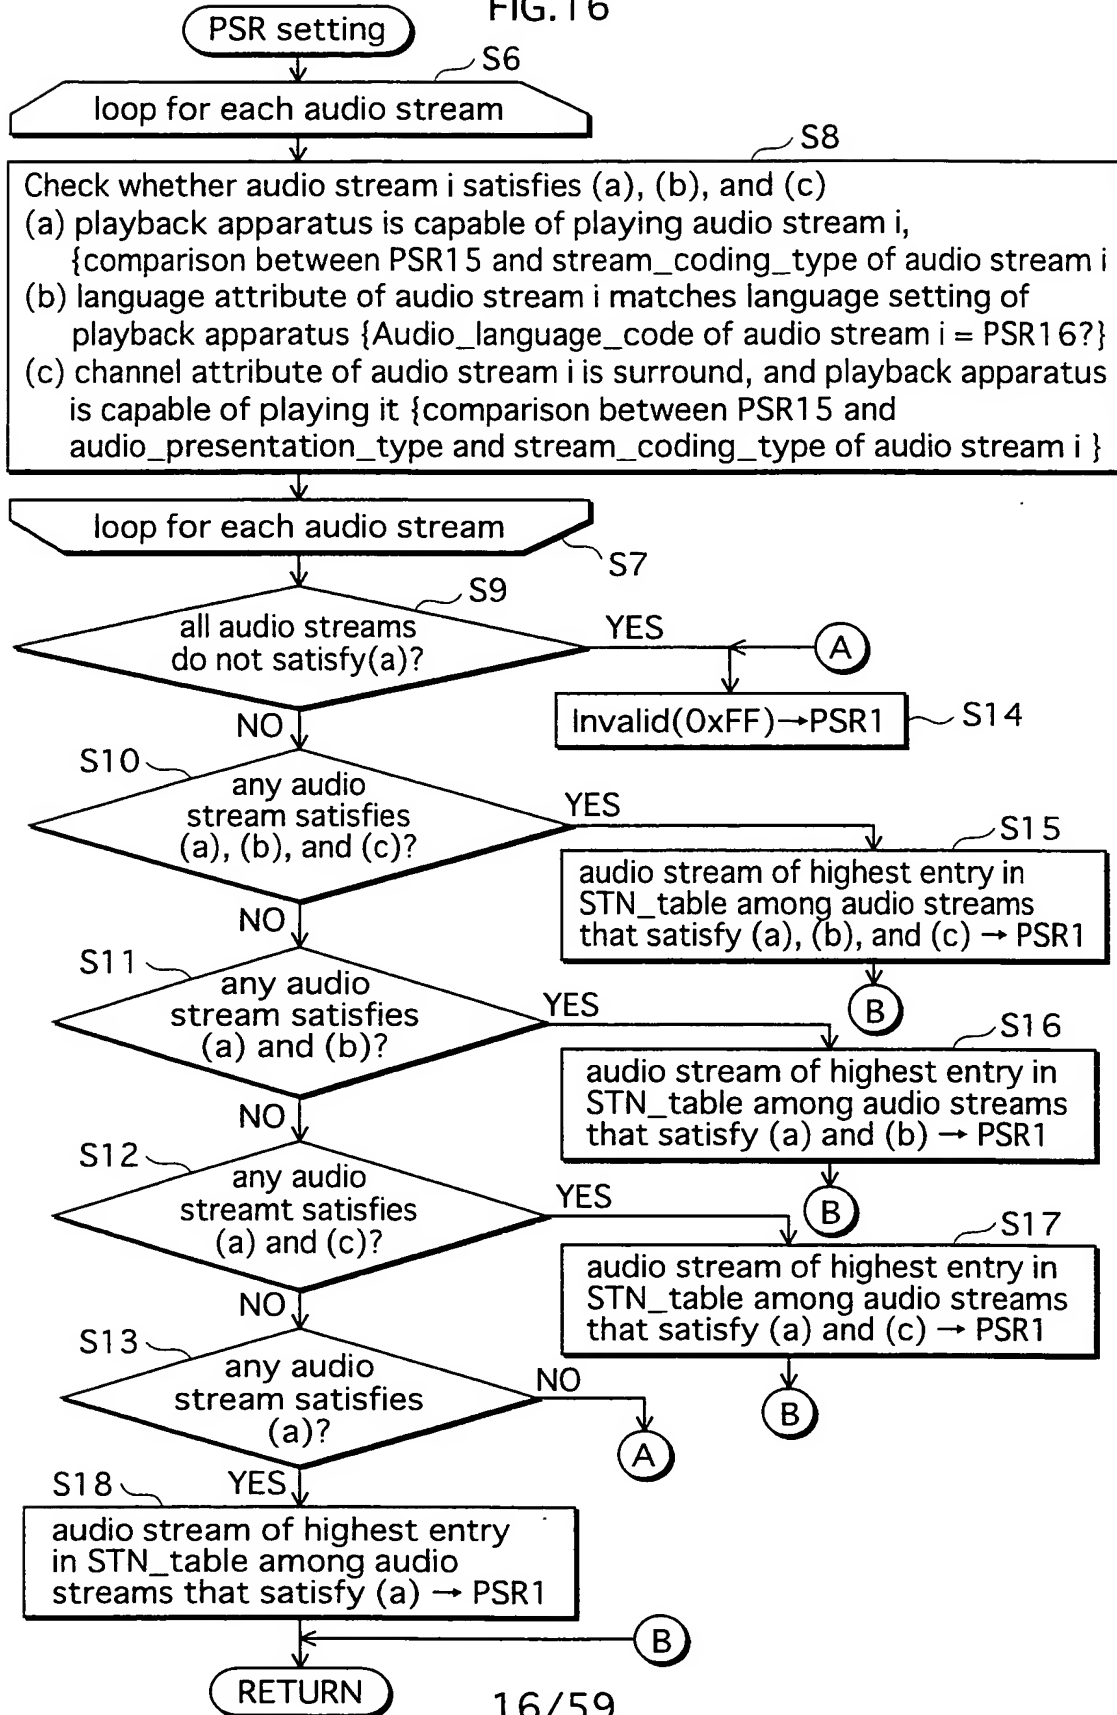 FIG.16
PSR setting
S6
loop for each audio stream
S8
Check whether audio stream i satisfies (a), (b), and (c)
(a) playback apparatus is capable of playing audio stream i,
{comparison between PSR15 and stream_coding_type of audio stream i
(b) language attribute of audio stream i matches language setting of
playback apparatus {Audio_language_code of audio stream i = PSR16?}
(c) channel attribute of audio stream i is surround, and playback apparatus
is capable of playing it {comparison between PSR15 and
audio_presentation_type and stream_coding_type of audio stream i }
loop for each audio stream
S7
S9
all audio streams
do not satisfy(a)?
YES
A
Invalid(0xFF)→PSR1
S14
NO
S10
any audio
stream satisfies
(a), (b), and (c)?
YES
S15
audio stream of highest entry in
STN_table among audio streams
that satisfy (a), (b), and (c) → PSR1
B
NO
S11
any audio
stream satisfies
(a) and (b)?
YES
S16
audio stream of highest entry in
STN_table among audio streams
that satisfy (a) and (b) → PSR1
B
NO
S12
any audio
streamt satisfies
(a) and (c)?
YES
S17
audio stream of highest entry in
STN_table among audio streams
that satisfy (a) and (c) → PSR1
B
NO
S13
any audio
stream satisfies
(a)?
NO
A
YES
S18
audio stream of highest entry
in STN_table among audio
streams that satisfy (a) → PSR1
B
RETURN
16/59